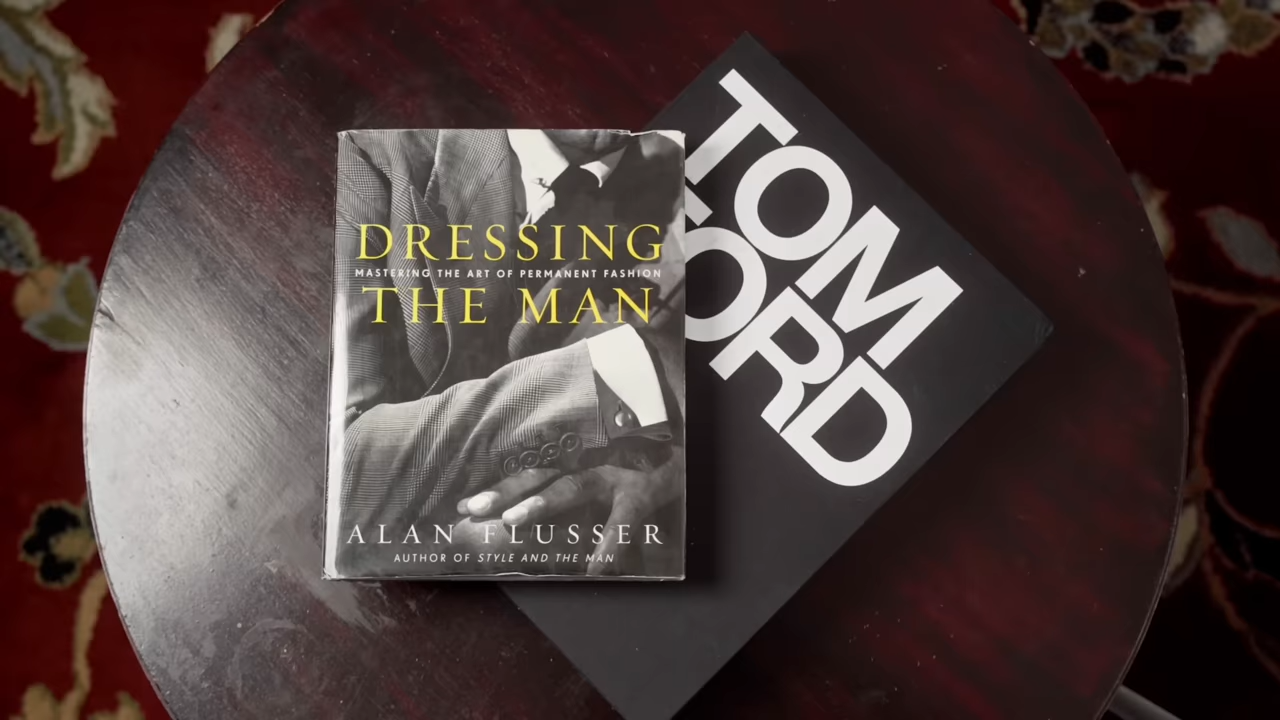 DRESSING
MASTERING THE ART OF PERMANENT FASHION
THE MAN
ALAN FLUSSER
AUTHOR OF STYLE AND THE MAN
TOM
FORD